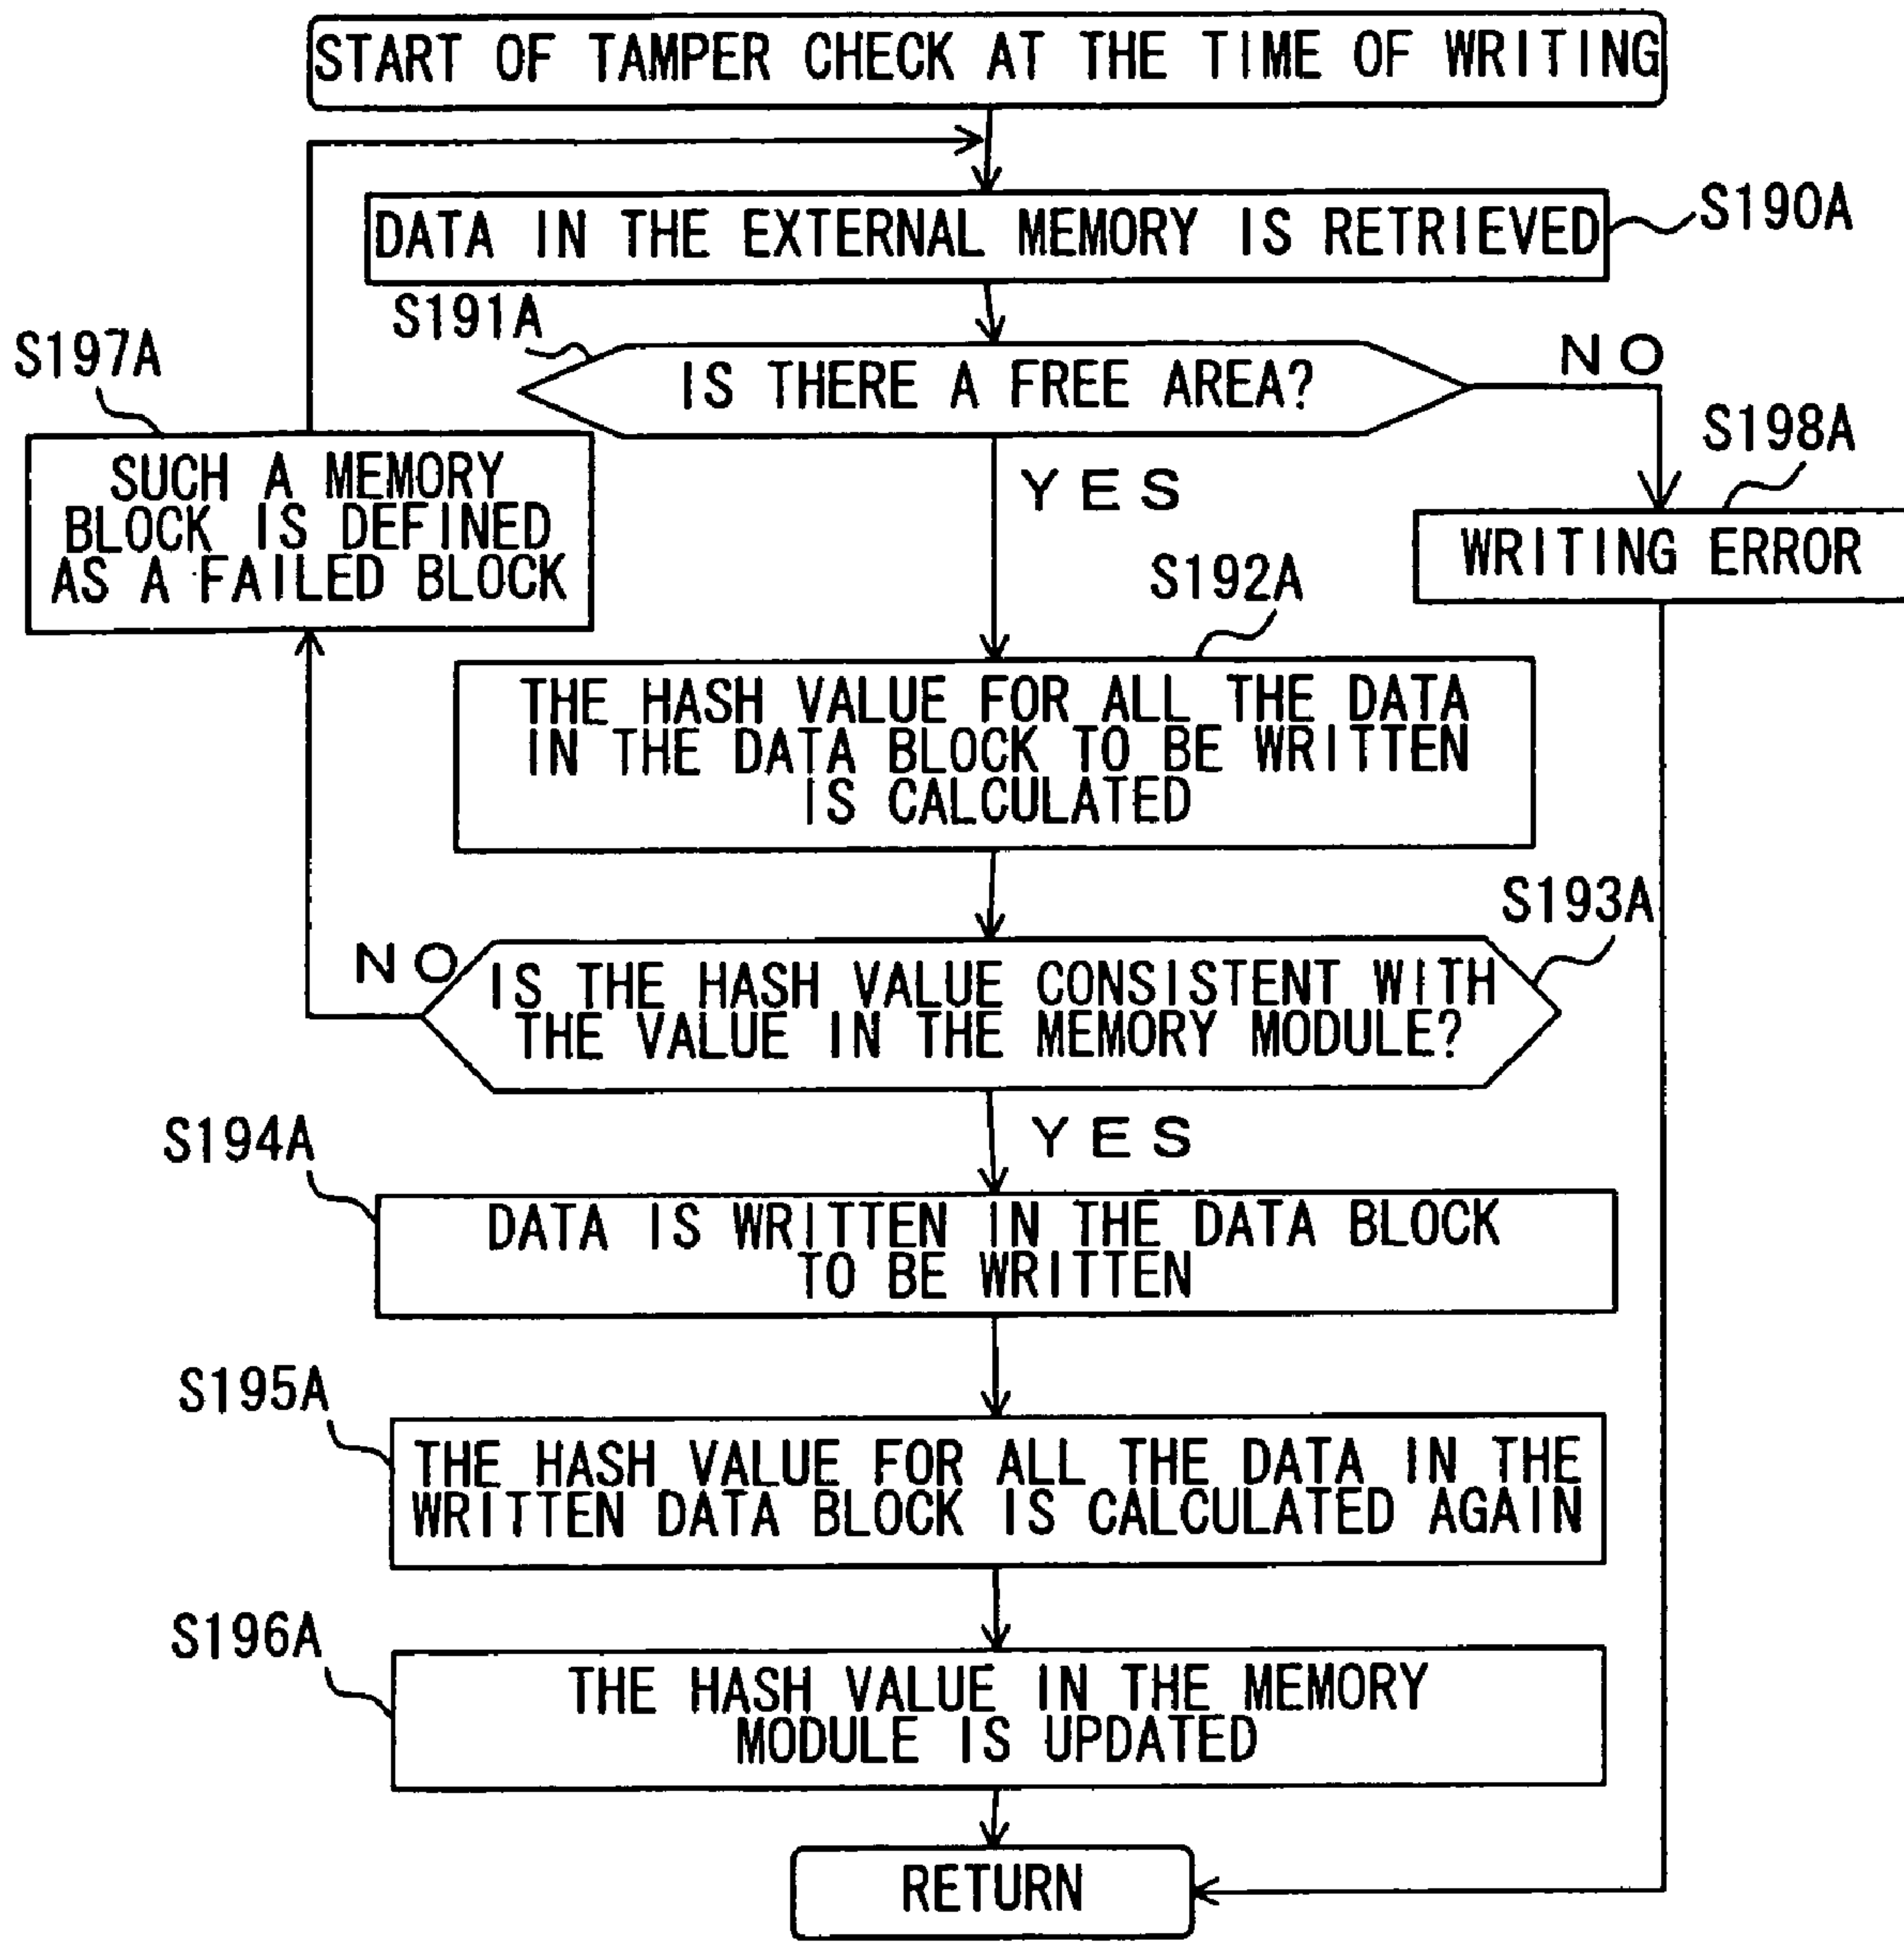 START OF TAMPER CHECK AT THE TIME OF WRITING
DATA IN THE EXTERNAL MEMORY IS RETRIEVED
S190A
S191A
IS THERE A FREE AREA?
NO
S197A
SUCH A MEMORY
BLOCK IS DEFINED
AS A FAILED BLOCK
YES
S198A
WRITING ERROR
S192A
THE HASH VALUE FOR ALL THE DATA
IN THE DATA BLOCK TO BE WRITTEN
IS CALCULATED
S193A
NO
IS THE HASH VALUE CONSISTENT WITH
THE VALUE IN THE MEMORY MODULE?
YES
S194A
DATA IS WRITTEN IN THE DATA BLOCK
TO BE WRITTEN
S195A
THE HASH VALUE FOR ALL THE DATA IN THE
WRITTEN DATA BLOCK IS CALCULATED AGAIN
S196A
THE HASH VALUE IN THE MEMORY
MODULE IS UPDATED
RETURN